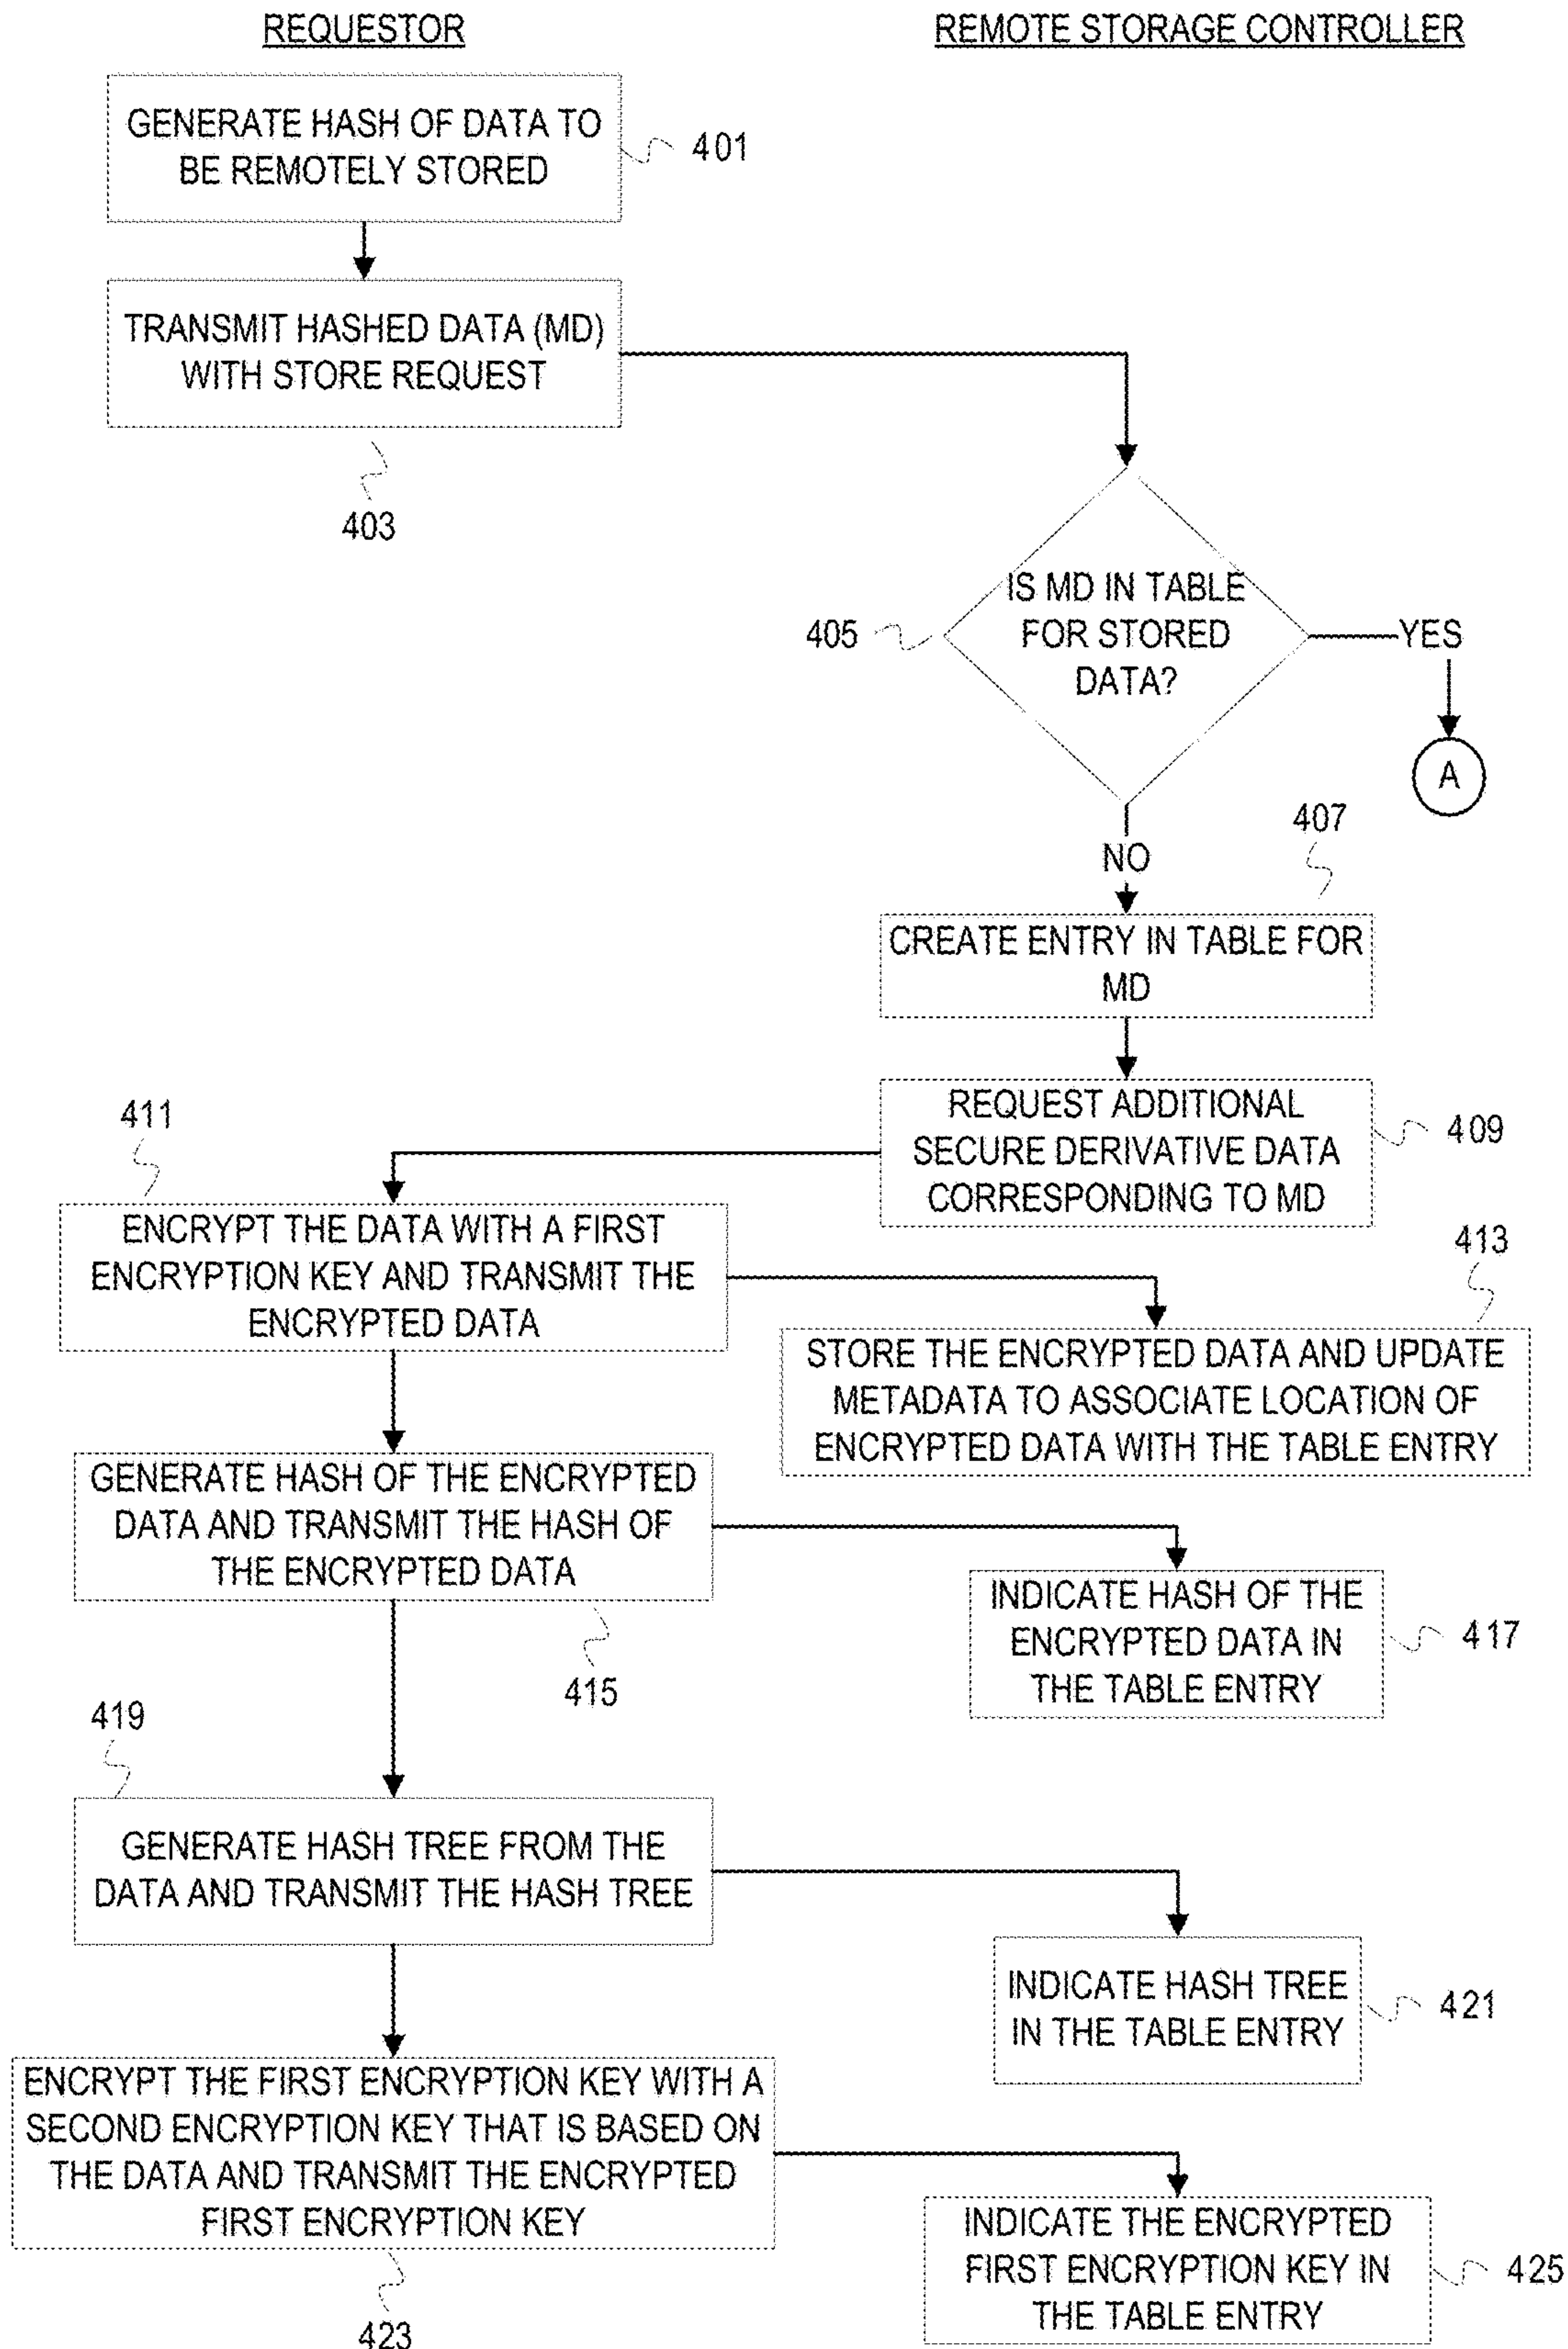 REQUESTOR
REMOTE STORAGE CONTROLLER
GENERATE HASH OF DATA TO
BE REMOTELY STORED
401
TRANSMIT HASHED DATA (MD)
WITH STORE REQUEST
403
IS MD IN TABLE
FOR STORED
DATA?
405
YES
A
NO
407
CREATE ENTRY IN TABLE FOR
MD
REQUEST ADDITIONAL
SECURE DERIVATIVE DATA
CORRESPONDING TO MD
409
411
ENCRYPT THE DATA WITH A FIRST
ENCRYPTION KEY AND TRANSMIT THE
ENCRYPTED DATA
413
STORE THE ENCRYPTED DATA AND UPDATE
METADATA TO ASSOCIATE LOCATION OF
ENCRYPTED DATA WITH THE TABLE ENTRY
GENERATE HASH OF THE ENCRYPTED
DATA AND TRANSMIT THE HASH OF
THE ENCRYPTED DATA
415
INDICATE HASH OF THE
ENCRYPTED DATA IN
THE TABLE ENTRY
417
419
GENERATE HASH TREE FROM THE
DATA AND TRANSMIT THE HASH TREE
INDICATE HASH TREE
IN THE TABLE ENTRY
421
ENCRYPT THE FIRST ENCRYPTION KEY WITH A
SECOND ENCRYPTION KEY THAT IS BASED ON
THE DATA AND TRANSMIT THE ENCRYPTED
FIRST ENCRYPTION KEY
423
INDICATE THE ENCRYPTED
FIRST ENCRYPTION KEY IN
THE TABLE ENTRY
425